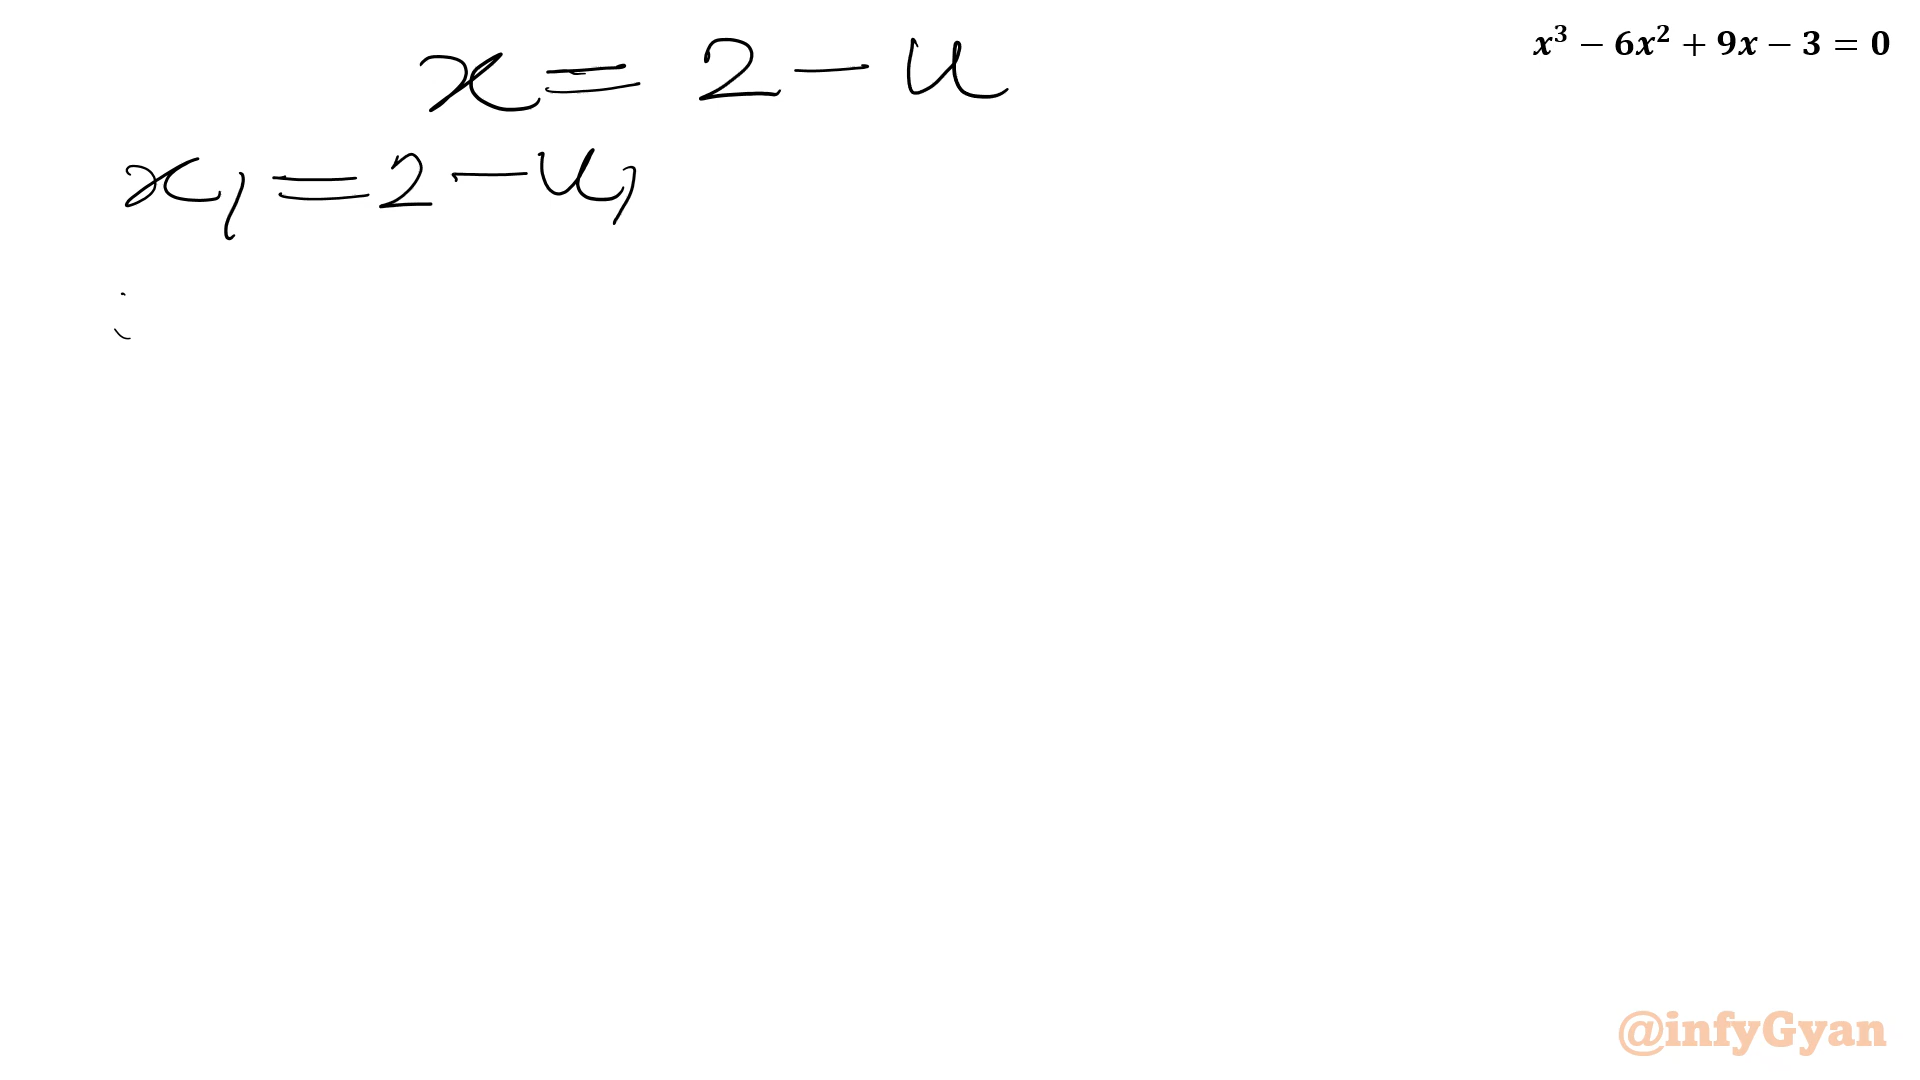 x = 2 - u
x³ − 6x² + 9x − 3 = 0
x₁ = 2 - u₁
:
@infyGyan